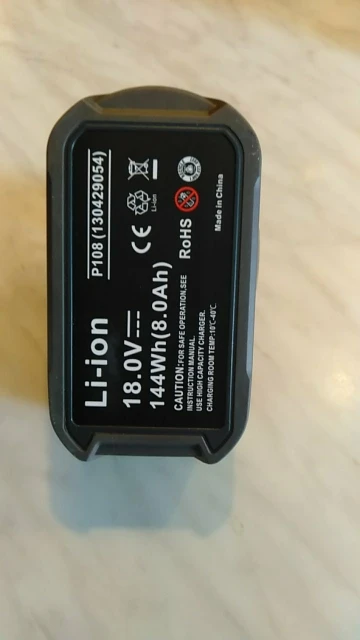 P108 (130429054)
Li-ion
Li-ion
18.0V
144Wh(8.0Ah)
CE
RoHS
CAUTION:FOR SAFE OPERATION,SEE
INSTRUCTION MANUAL.
USE HIGH CAPACITY CHARGER.
CHARGING ROOM TEMP:10℃-40℃
Made in China